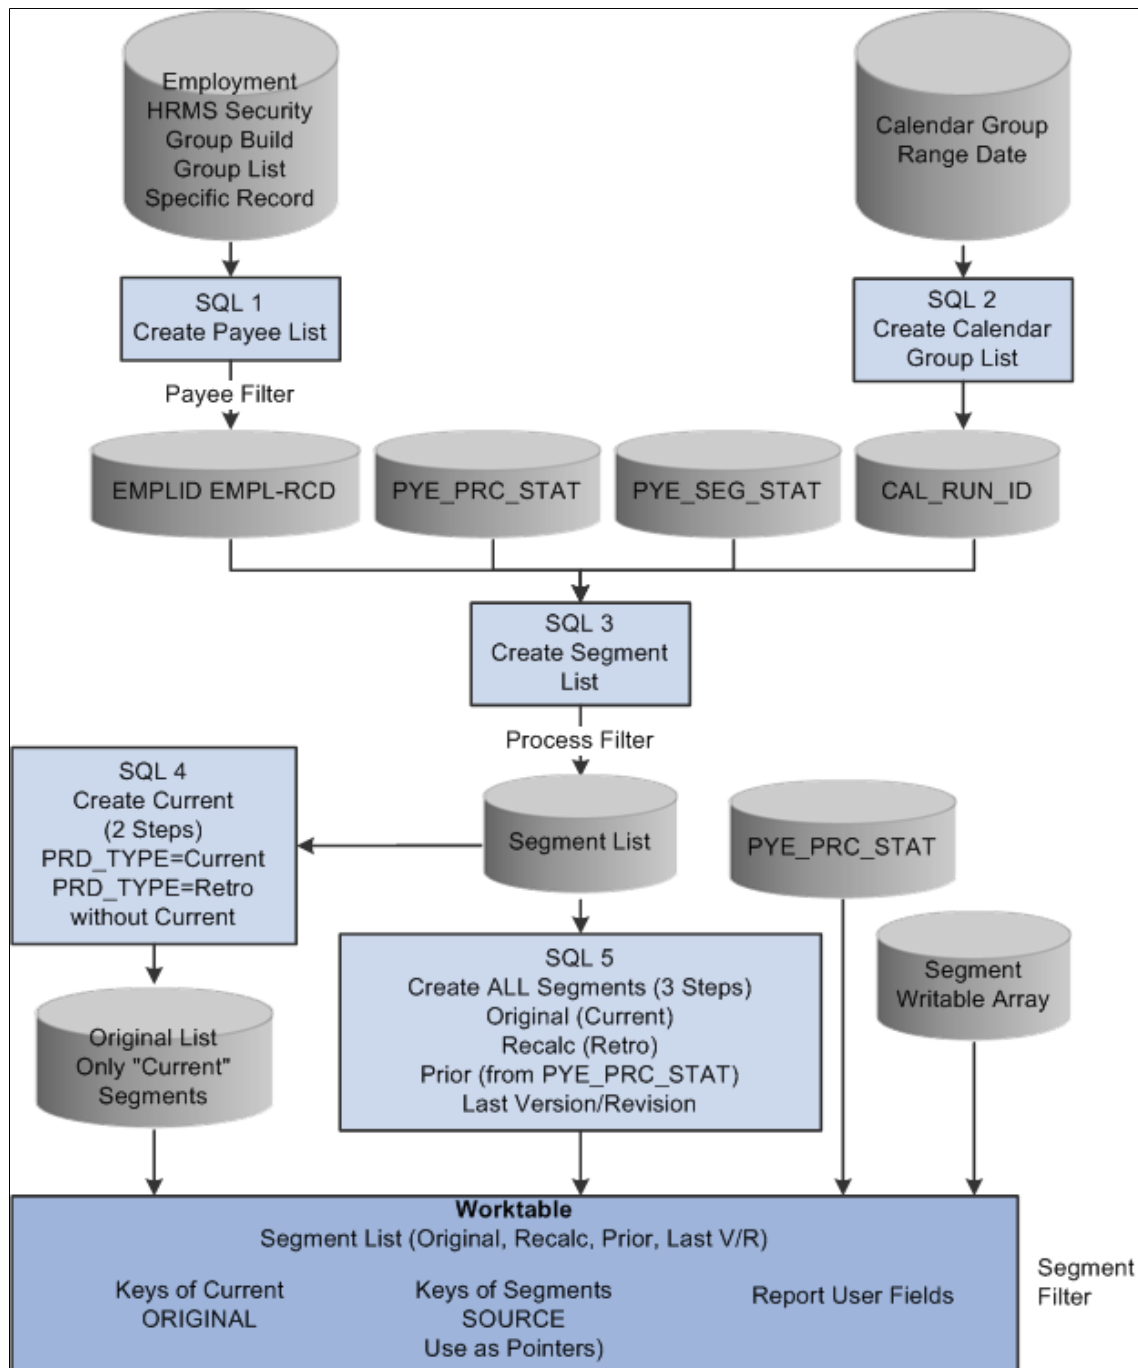 Employment
HRMS Security
Group Build
Group List
Specific Record
Calendar Group
Range Date
SQL 1
Create Payee List
SQL 2
Create Calendar
Group List
Payee Filter
EMPLID EMPL-RCD
PYE_PRC_STAT
PYE_SEG_STAT
CAL_RUN_ID
SQL 3
Create Segment
List
Process Filter
SQL 4
Create Current
(2 Steps)
PRD_TYPE=Current
PRD_TYPE=Retro
without Current
Segment List
PYE_PRC_STAT
SQL 5
Create ALL Segments (3 Steps)
Original (Current)
Recalc (Retro)
Prior (from PYE_PRC_STAT)
Last Version/Revision
Segment
Writable Array
Original List
Only "Current"
Segments
Worktable
Segment List (Original, Recalc, Prior, Last V/R)
Keys of Current
ORIGINAL
Keys of Segments
SOURCE
Use as Pointers)
Report User Fields
Segment
Filter